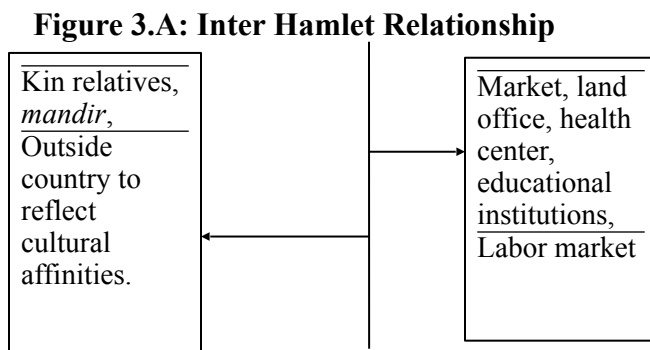 Figure 3.A: Inter Hamlet Relationship
Kin relatives,
mandir,
Outside
country to
reflect
cultural
affinities.
Market, land
office, health
center,
educational
institutions,
Labor market